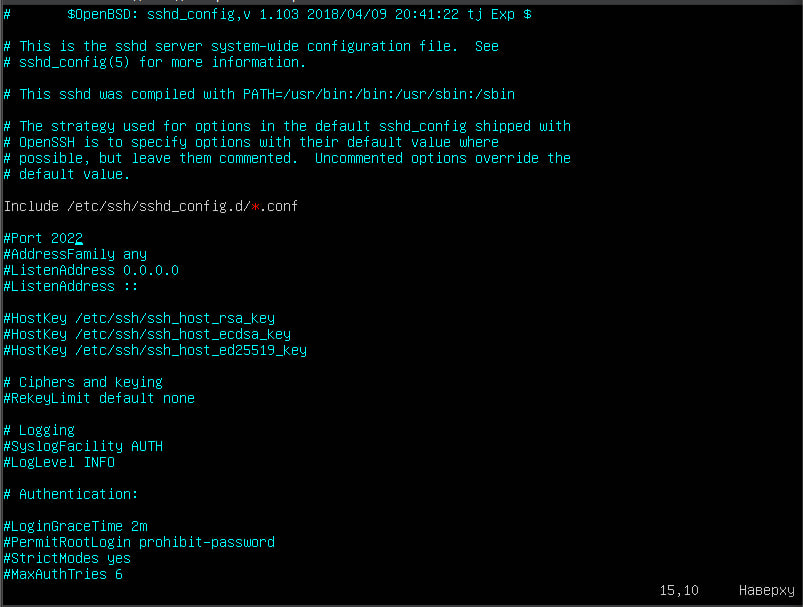 #       $OpenBSD: sshd_config,v 1.103 2018/04/09 20:41:22 tj Exp $
# This is the sshd server system-wide configuration file.  See
# sshd_config(5) for more information.
# This sshd was compiled with PATH=/usr/bin:/bin:/usr/sbin:/sbin
# The strategy used for options in the default sshd_config shipped with
# OpenSSH is to specify options with their default value where
# possible, but leave them commented.  Uncommented options override the
# default value.
Include /etc/ssh/sshd_config.d/*.conf
#Port 2022
#AddressFamily any
#ListenAddress 0.0.0.0
#ListenAddress ::
#HostKey /etc/ssh/ssh_host_rsa_key
#HostKey /etc/ssh/ssh_host_ecdsa_key
#HostKey /etc/ssh/ssh_host_ed25519_key
# Ciphers and keying
#RekeyLimit default none
# Logging
#SyslogFacility AUTH
#LogLevel INFO
# Authentication:
#LoginGraceTime 2m
#PermitRootLogin prohibit-password
#StrictModes yes
#MaxAuthTries 6
15,10     Наверху